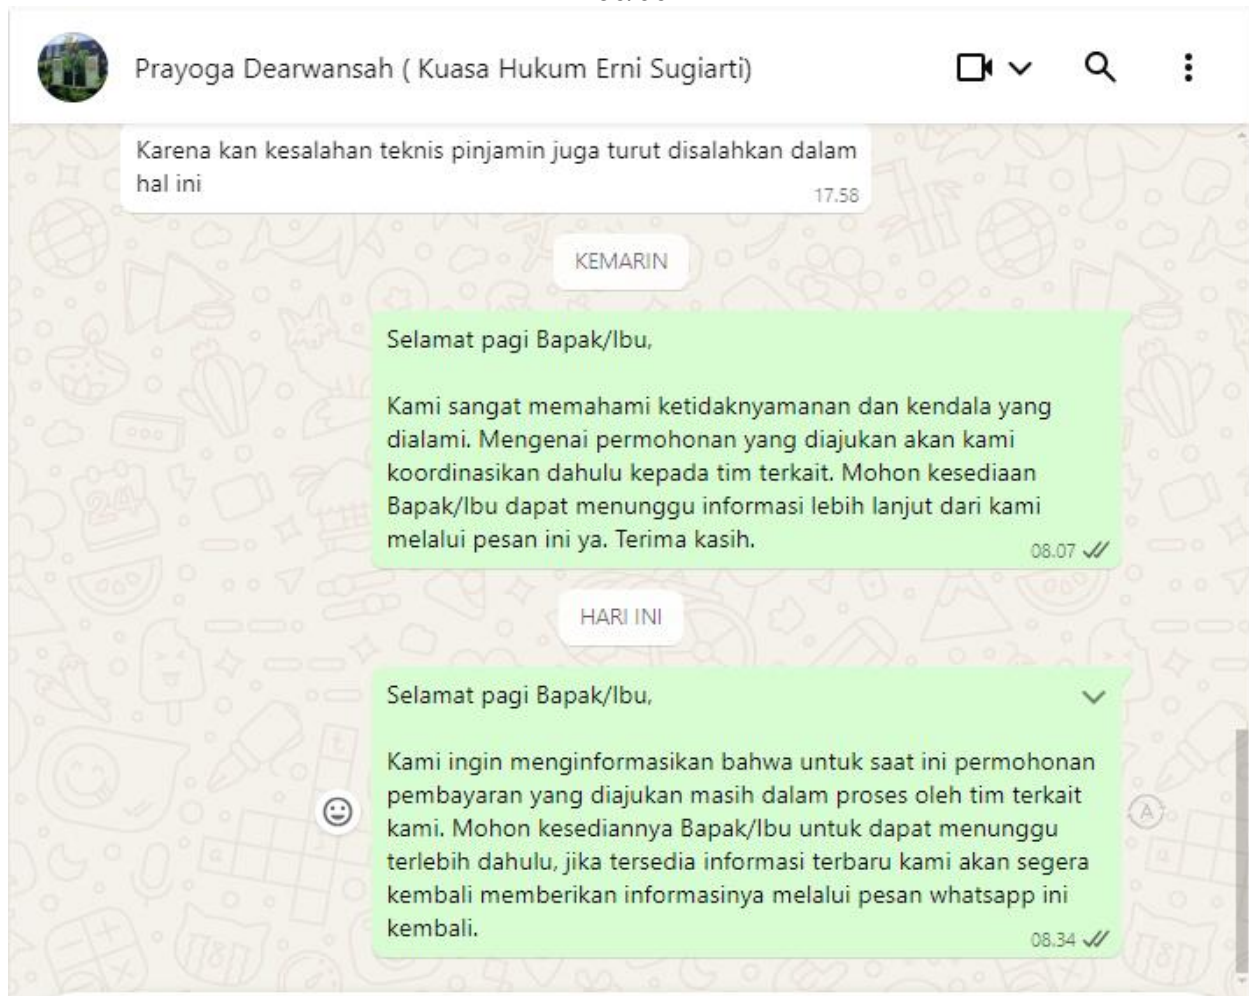 Prayoga Dearwansah ( Kuasa Hukum Erni Sugiarti)
Karena kan kesalahan teknis pinjamin juga turut disalahkan dalam
hal ini
17.58
KEMARIN
Selamat pagi Bapak/Ibu,
Kami sangat memahami ketidaknyamanan dan kendala yang
dialami. Mengenai permohonan yang diajukan akan kami
koordinasikan dahulu kepada tim terkait. Mohon kesediaan
Bapak/Ibu dapat menunggu informasi lebih lanjut dari kami
melalui pesan ini ya. Terima kasih.
08.07
HARI INI
Selamat pagi Bapak/Ibu,
Kami ingin menginformasikan bahwa untuk saat ini permohonan
pembayaran yang diajukan masih dalam proses oleh tim terkait
kami. Mohon kesediannya Bapak/Ibu untuk dapat menunggu
terlebih dahulu, jika tersedia informasi terbaru kami akan segera
kembali memberikan informasinya melalui pesan whatsapp ini
kembali.
08.34